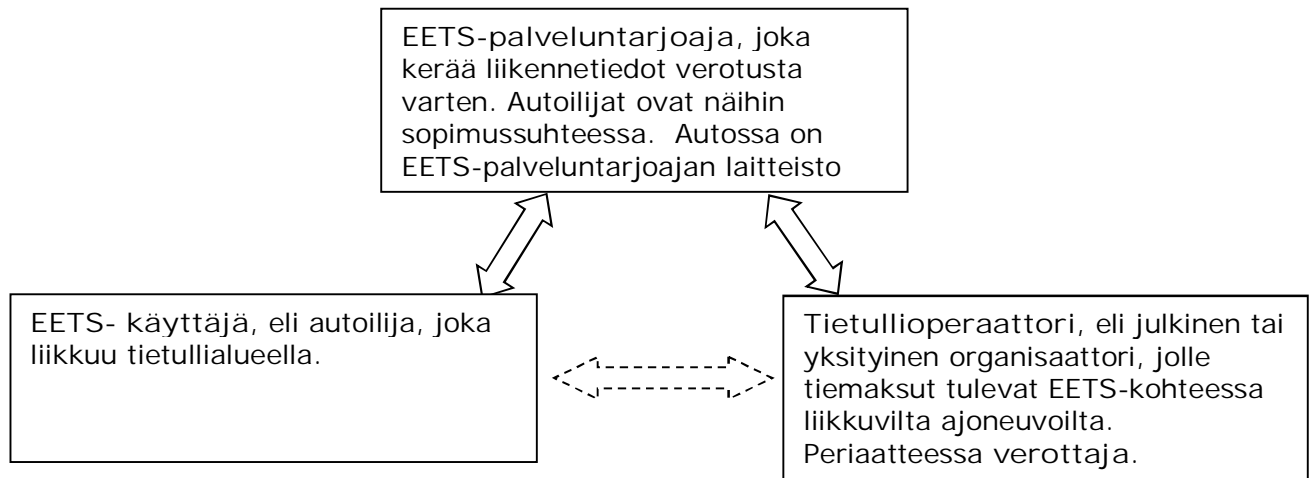 EETS-palveluntarjoaja, joka
kerää liikennetiedot verotusta
varten. Autoilijat ovat näihin
sopimussuhteessa.  Autossa on
EETS-palveluntarjoajan laitteisto
EETS- käyttäjä, eli autoilija, joka
liikkuu tietullialueella.
Tietullioperaattori, eli julkinen tai
yksityinen organisaattori, jolle
tiemaksut tulevat EETS-kohteessa
liikkuvilta ajoneuvoilta.
Periaatteessa verottaja.